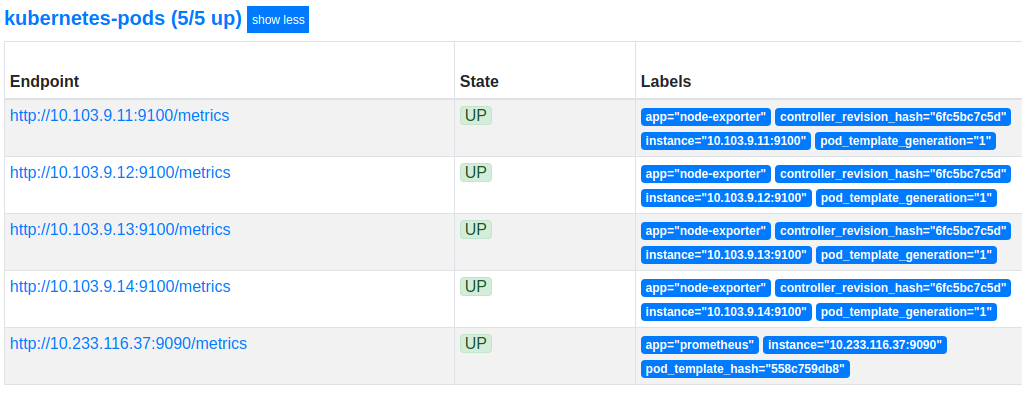 kubernetes-pods (5/5 up) show less
Endpoint State Labels
http://10.103.9.11:9100/metrics UP app="node-exporter" controller_revision_hash="6fc5bc7c5d"
instance="10.103.9.11:9100" pod_template_generation="1"
http://10.103.9.12:9100/metrics UP app="node-exporter" controller_revision_hash="6fc5bc7c5d"
instance="10.103.9.12:9100" pod_template_generation="1"
http://10.103.9.13:9100/metrics UP app="node-exporter" controller_revision_hash="6fc5bc7c5d"
instance="10.103.9.13:9100" pod_template_generation="1"
http://10.103.9.14:9100/metrics UP app="node-exporter" controller_revision_hash="6fc5bc7c5d"
instance="10.103.9.14:9100" pod_template_generation="1"
http://10.233.116.37:9090/metrics UP app="prometheus" instance="10.233.116.37:9090"
pod_template_hash="558c759db8"